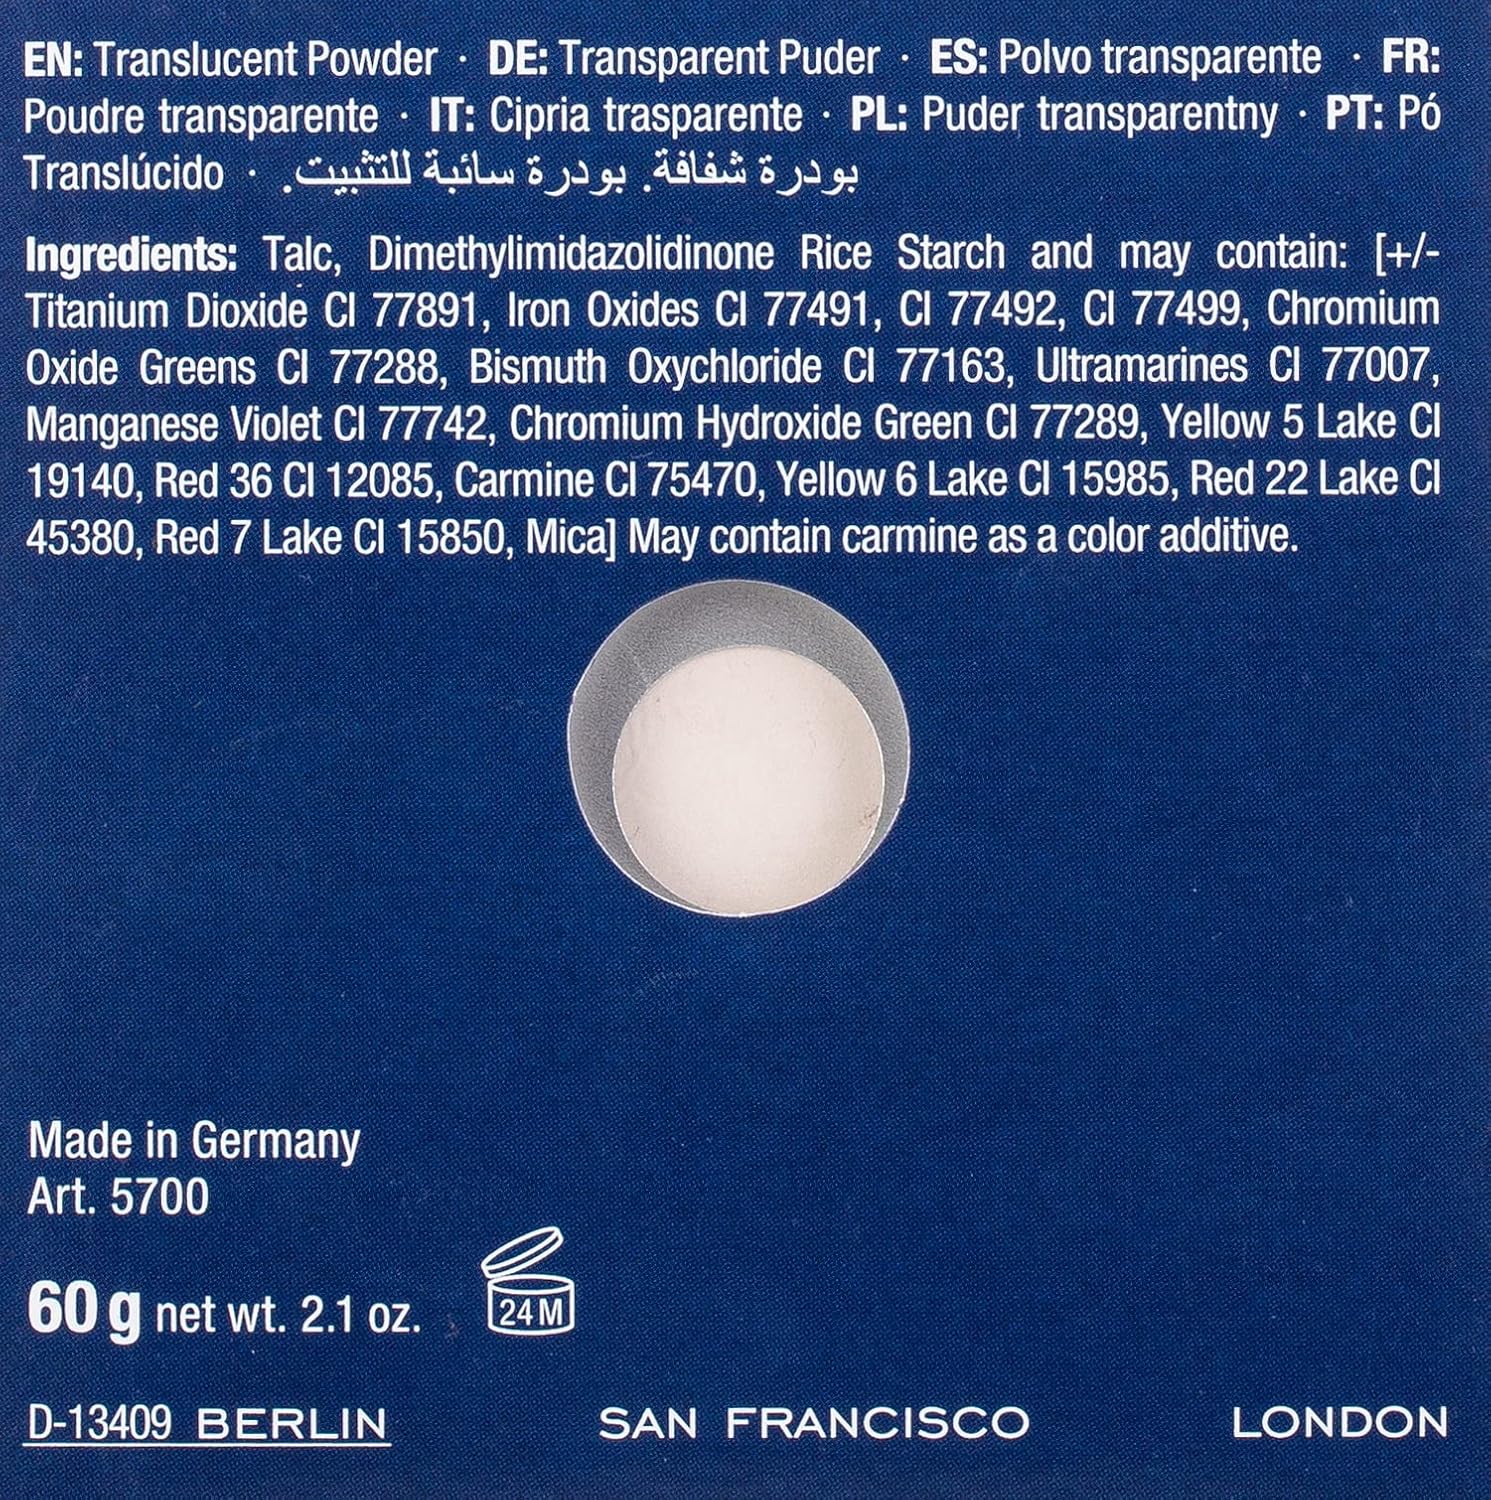 EN: Translucent Powder · DE: Transparent Puder · ES: Polvo transparente · FR:
Poudre transparente · IT: Cipria trasparente · PL: Puder transparentny · PT: Pó
Translúcido · بودرة شفافة. بودرة سائبة للتثبيت.
Ingredients: Talc, Dimethylimidazolidinone Rice Starch and may contain: [+/-
Titanium Dioxide CI 77891, Iron Oxides CI 77491, CI 77492, CI 77499, Chromium
Oxide Greens CI 77288, Bismuth Oxychloride CI 77163, Ultramarines CI 77007,
Manganese Violet CI 77742, Chromium Hydroxide Green CI 77289, Yellow 5 Lake CI
19140, Red 36 CI 12085, Carmine CI 75470, Yellow 6 Lake CI 15985, Red 22 Lake CI
45380, Red 7 Lake CI 15850, Mica] May contain carmine as a color additive.
Made in Germany
Art. 5700
60 g net wt. 2.1 oz.
24 M
D-13409 BERLIN SAN FRANCISCO LONDON